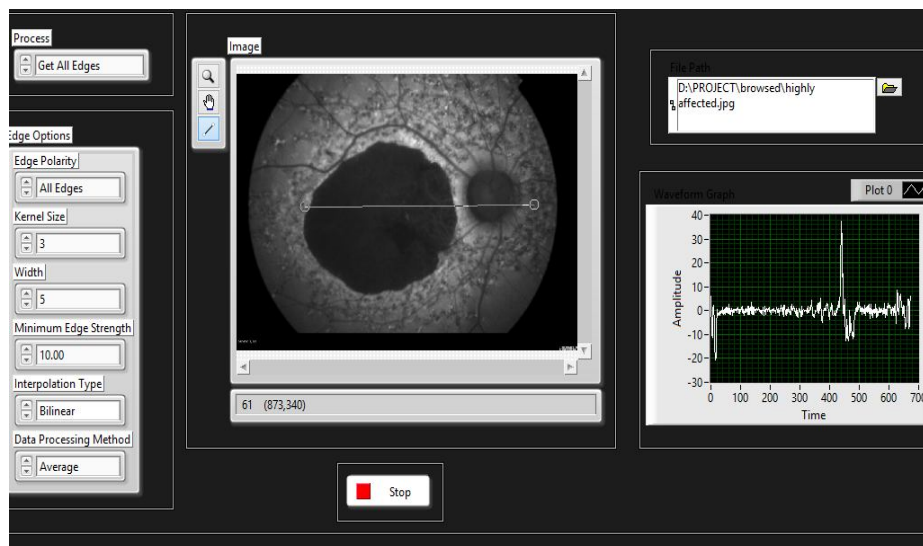 Process
Get All Edges
Edge Options
Edge Polarity
All Edges
Kernel Size
3
Width
5
Minimum Edge Strength
10.00
Interpolation Type
Bilinear
Data Processing Method
Average
Image
61 (873,340)
Stop
File Path
D:\PROJECT\browsed\highly
affected.jpg
Waveform Graph
Plot 0
40
30
20
10
0
-10
-20
-30
Amplitude
0 100 200 300 400 500 600 700
Time